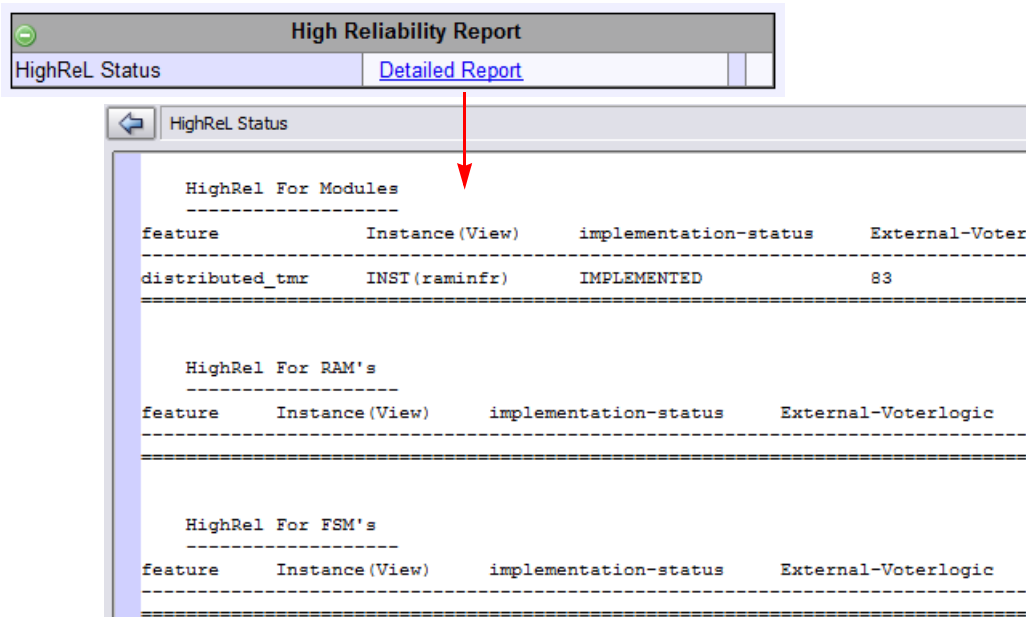 High Reliability Report
HighReL Status Detailed Report
HighReL Status
HighRel For Modules
-------------------
feature Instance(View) implementation-status External-Voter
distributed_tmr INST(raminfr) IMPLEMENTED 83
HighRel For RAM's
-------------------
feature Instance(View) implementation-status External-Voterlogic
HighRel For FSM's
-------------------
feature Instance(View) implementation-status External-Voterlogic